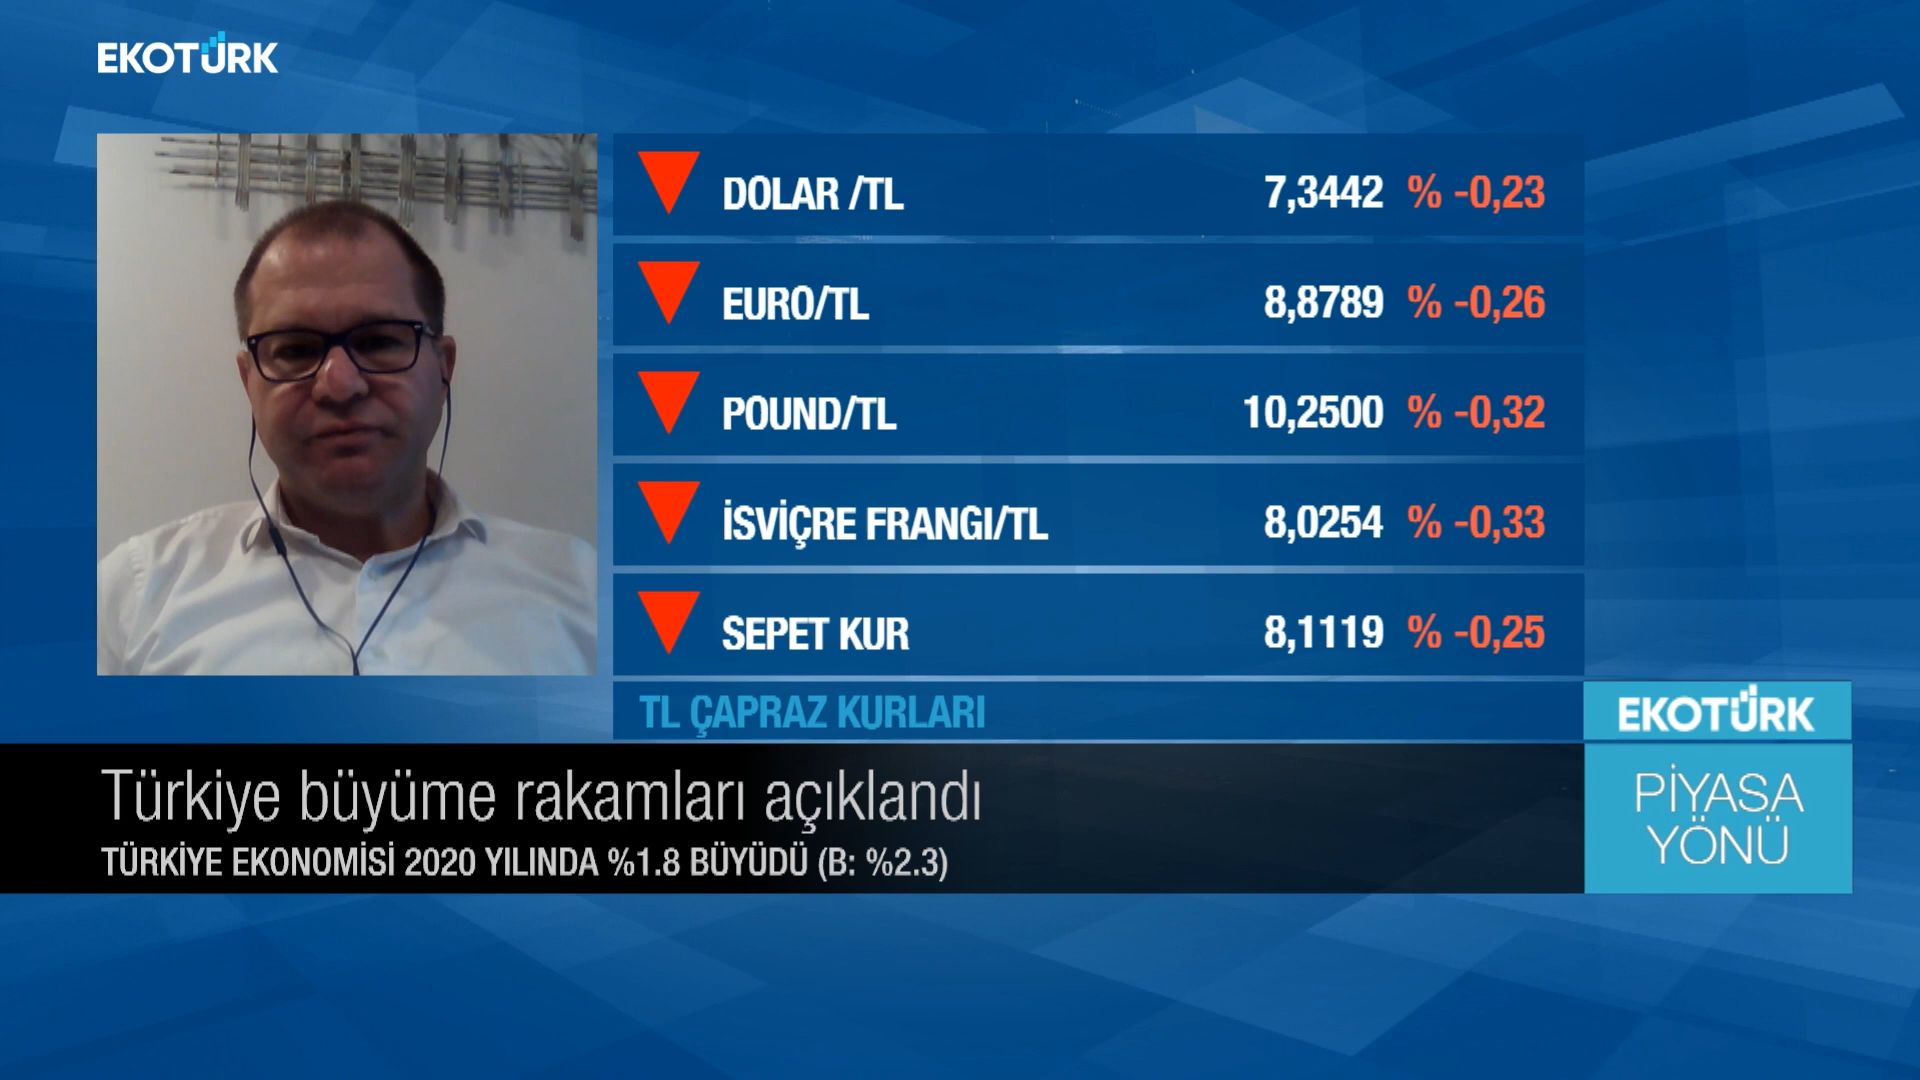 EKOTÜRK
DOLAR /TL 7,3442 % -0,23
EURO/TL 8,8789 % -0,26
POUND/TL 10,2500 % -0,32
İSVİÇRE FRANGI/TL 8,0254 % -0,33
SEPET KUR 8,1119 % -0,25
TL ÇAPRAZ KURLARI
EKOTÜRK
Türkiye büyüme rakamları açıklandı
TÜRKİYE EKONOMİSİ 2020 YILINDA %1.8 BÜYÜDÜ (B: %2.3)
PİYASA
YÖNÜ